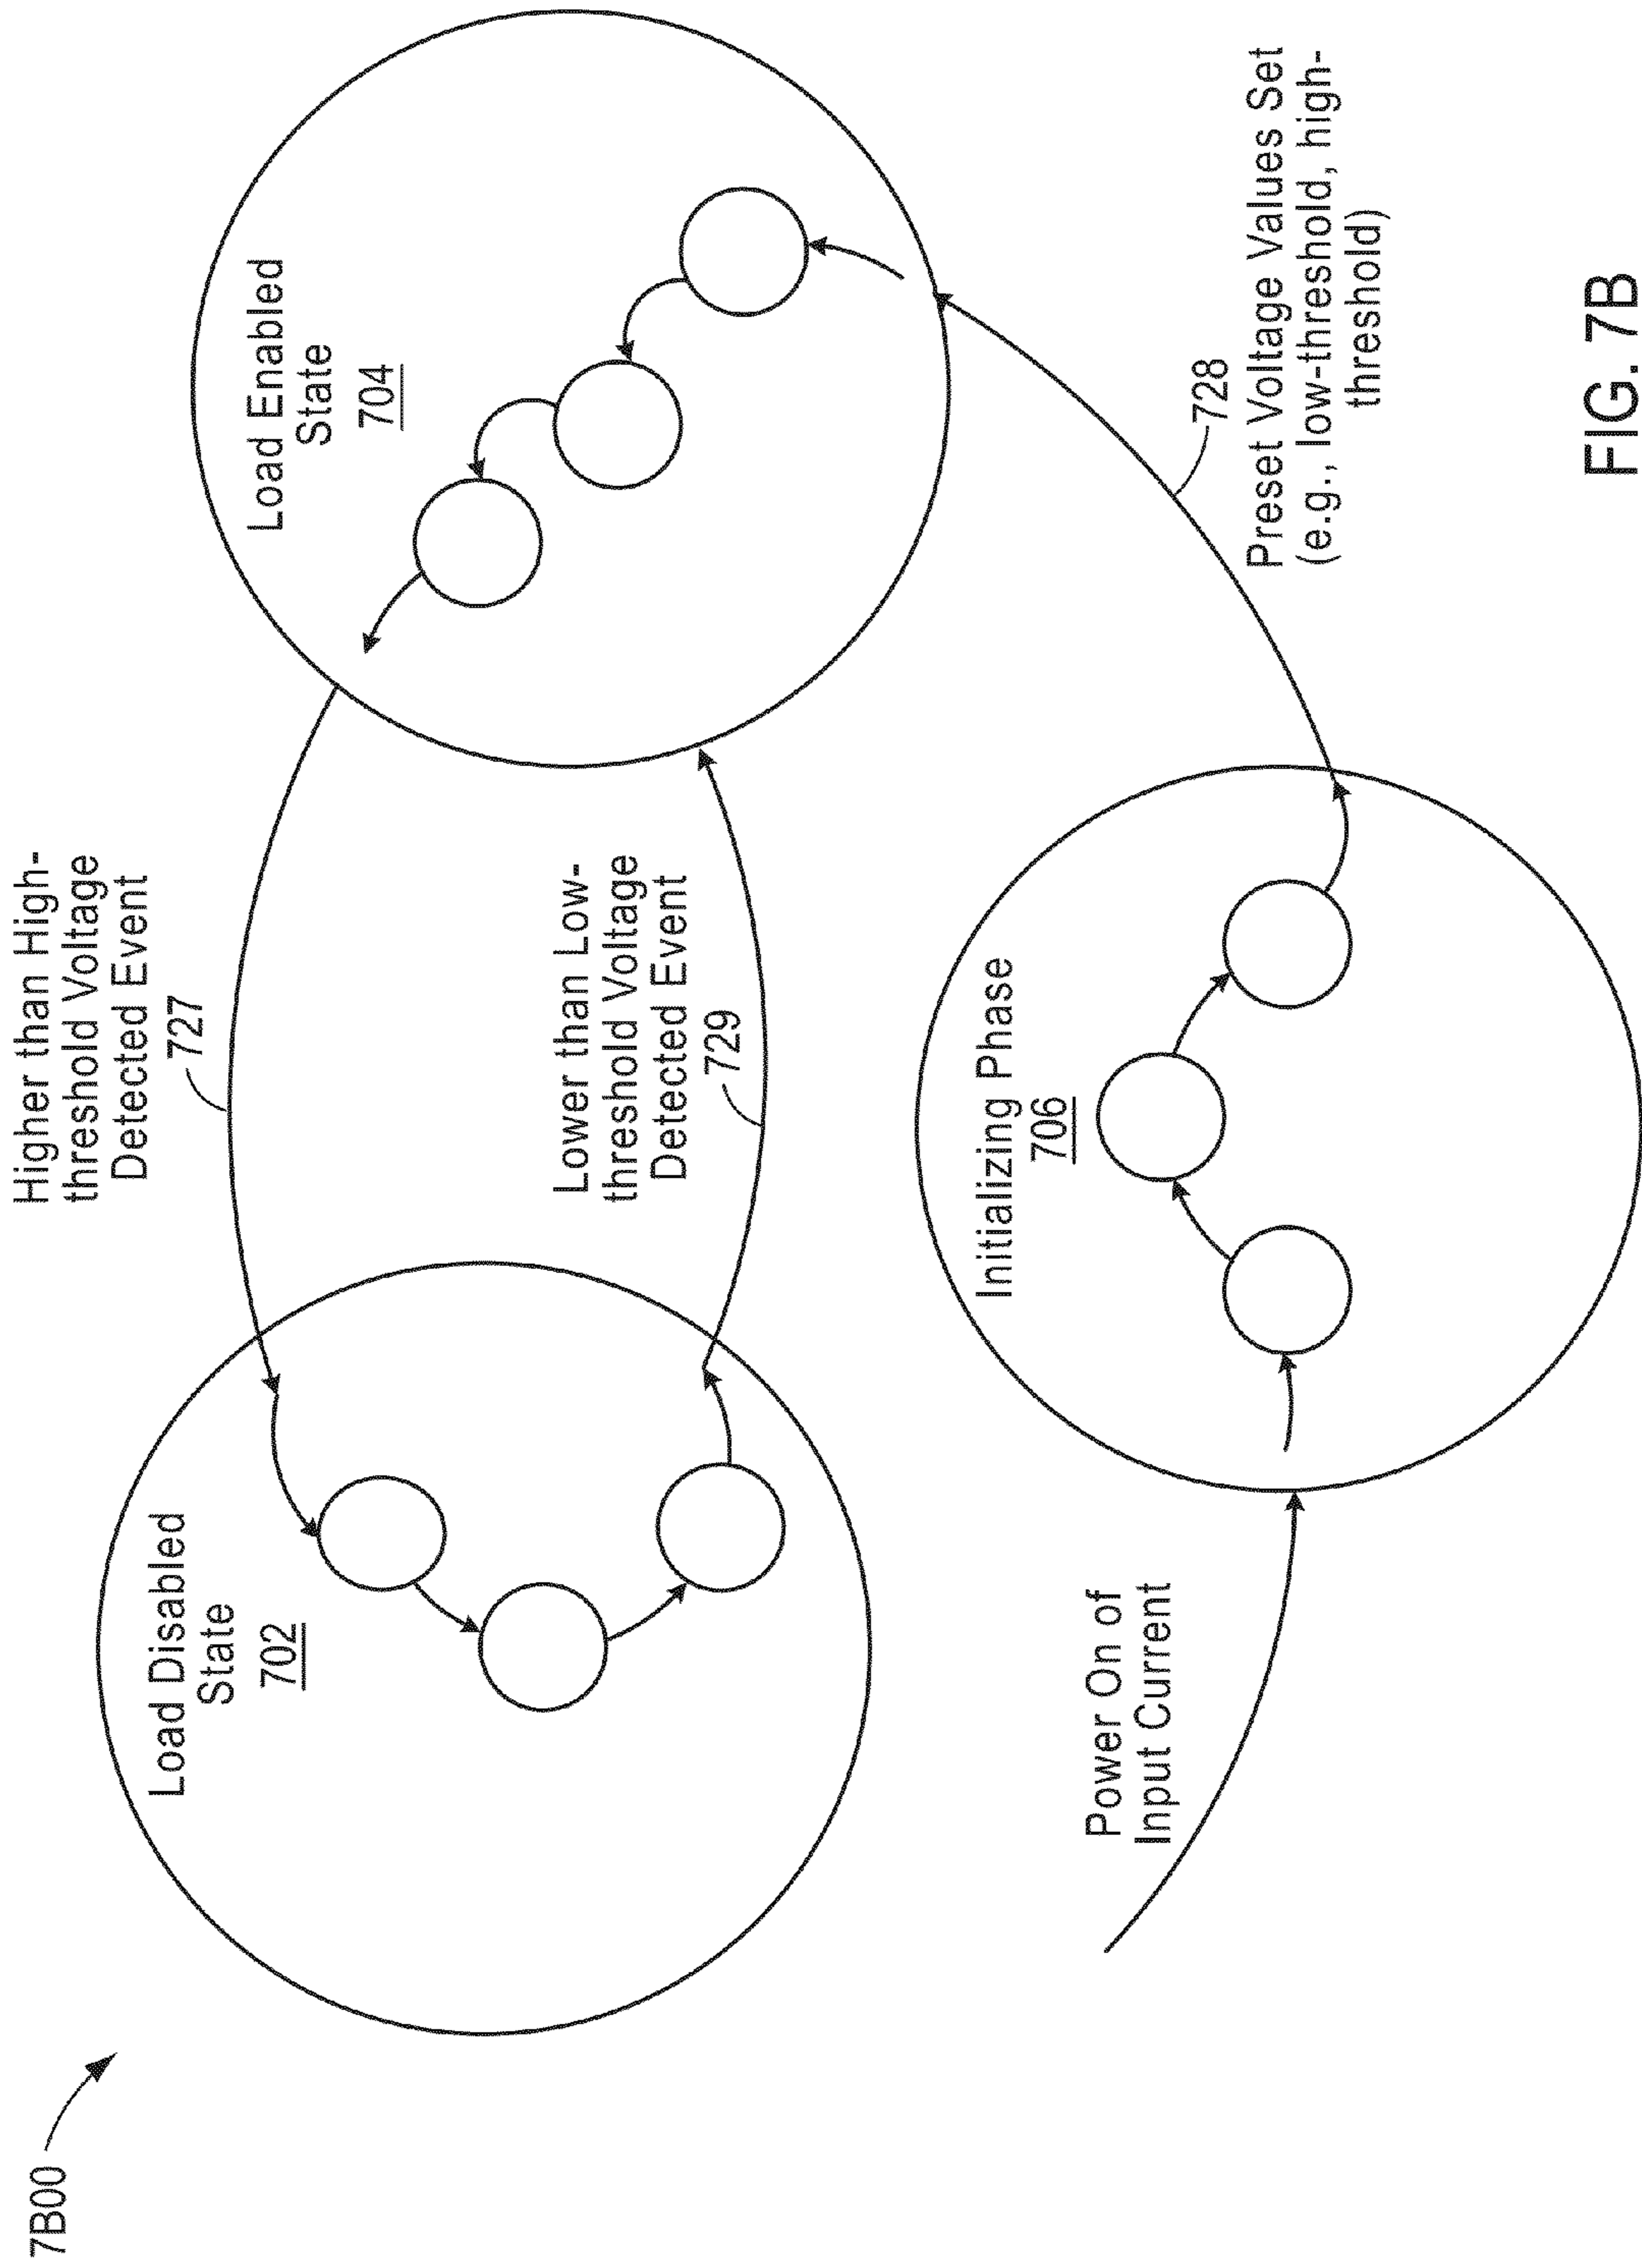 7B00
Higher than High-
threshold Voltage
Detected Event
727
Load Disabled
State
702
Load Enabled
State
704
Lower than Low-
threshold Voltage
Detected Event
729
Initializing Phase
706
Power On of
Input Current
728
Preset Voltage Values Set
(e.g., low-threshold, high-
threshold)
FIG. 7B